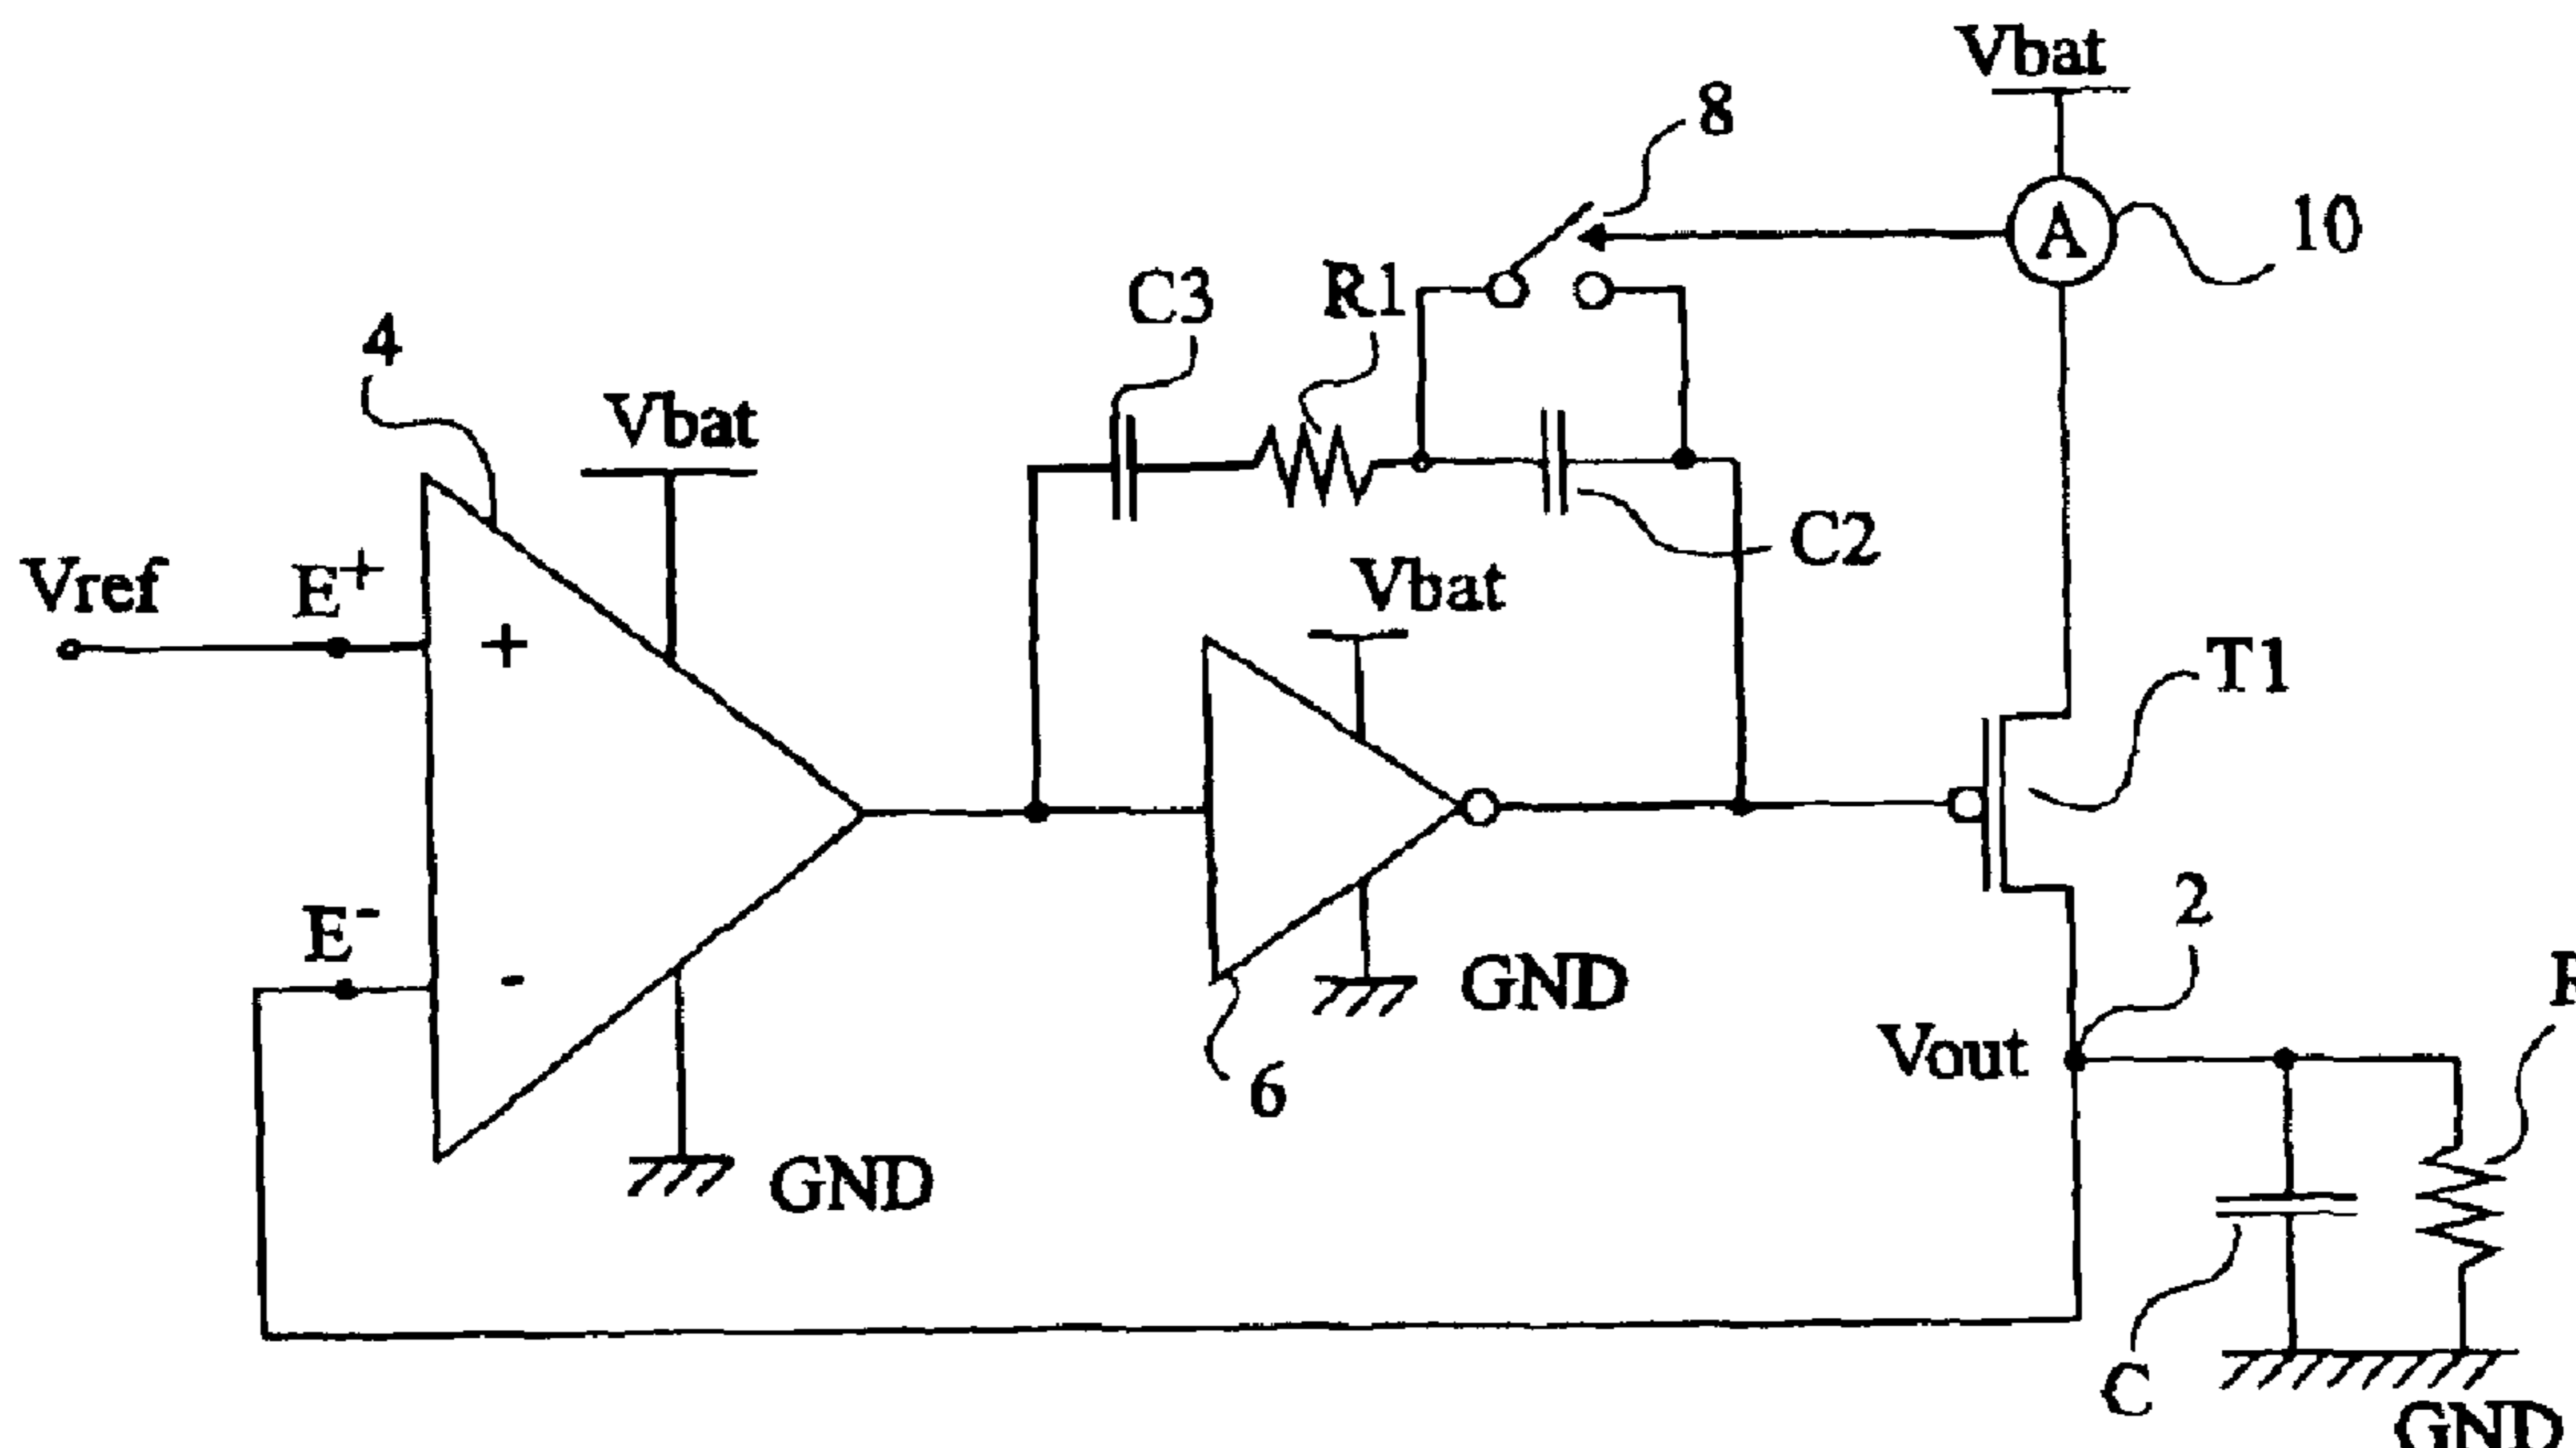 Vbat
8
10
A
C3
R1
4
Vbat
C2
Vref
E+
Vbat
+
T1
E-
-
2
GND
R
Vout
6
GND
C
GND